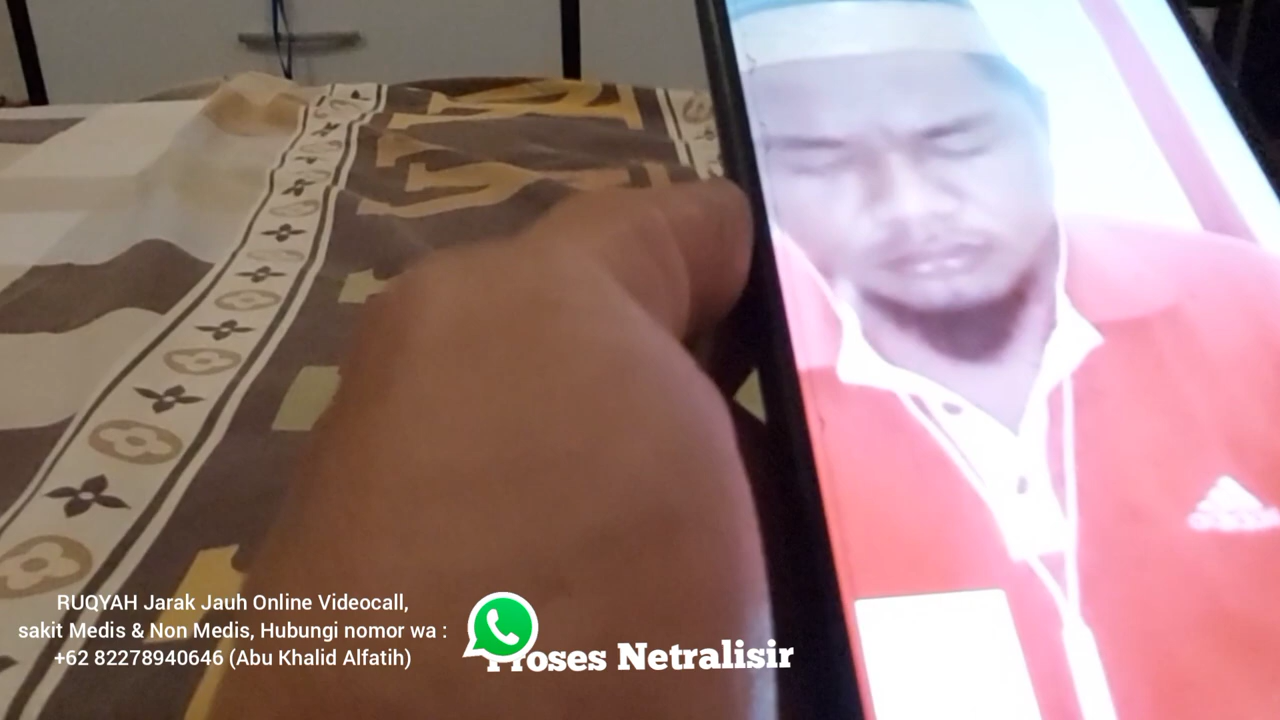 RUQYAH Jarak Jauh Online Videocall,
sakit Medis & Non Medis, Hubungi nomor wa :
+62 82278940646 (Abu Khalid Alfatih)
Proses Netralisir